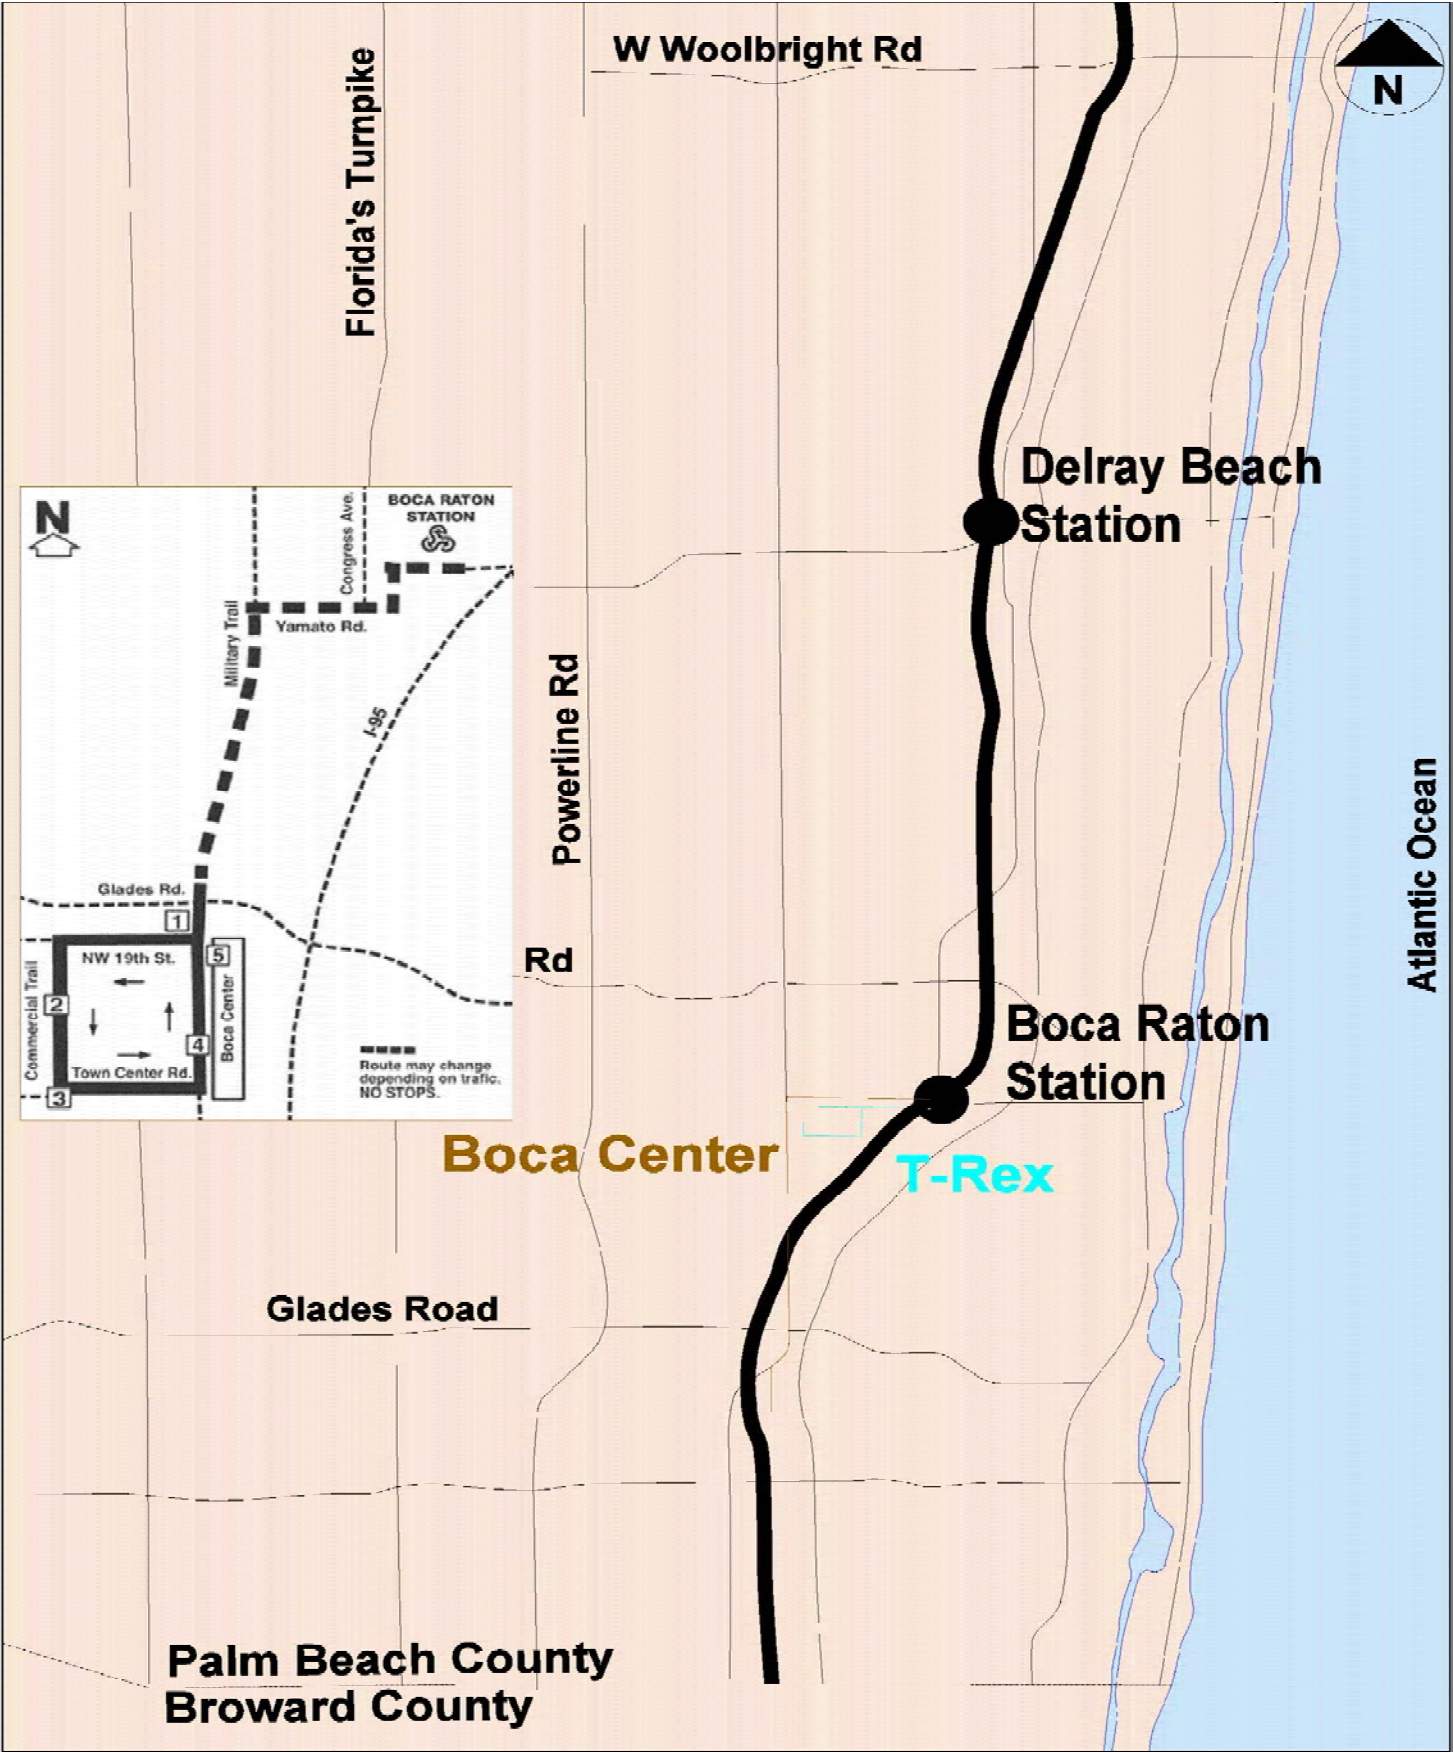 W Woolbright Rd
N
Florida's Turnpike
Delray Beach
Station
N
Congress Ave.
BOCA RATON
STATION
Military Trail
Yamato Rd.
I-95
Powerline Rd
Atlantic Ocean
Glades Rd.
1
NW 19th St.
5
Commercial Trail
2
4
Boca Center
Town Center Rd.
3
Route may change
depending on trafic.
NO STOPS.
Rd
Boca Raton
Station
Boca Center
T-Rex
Glades Road
Palm Beach County
Broward County